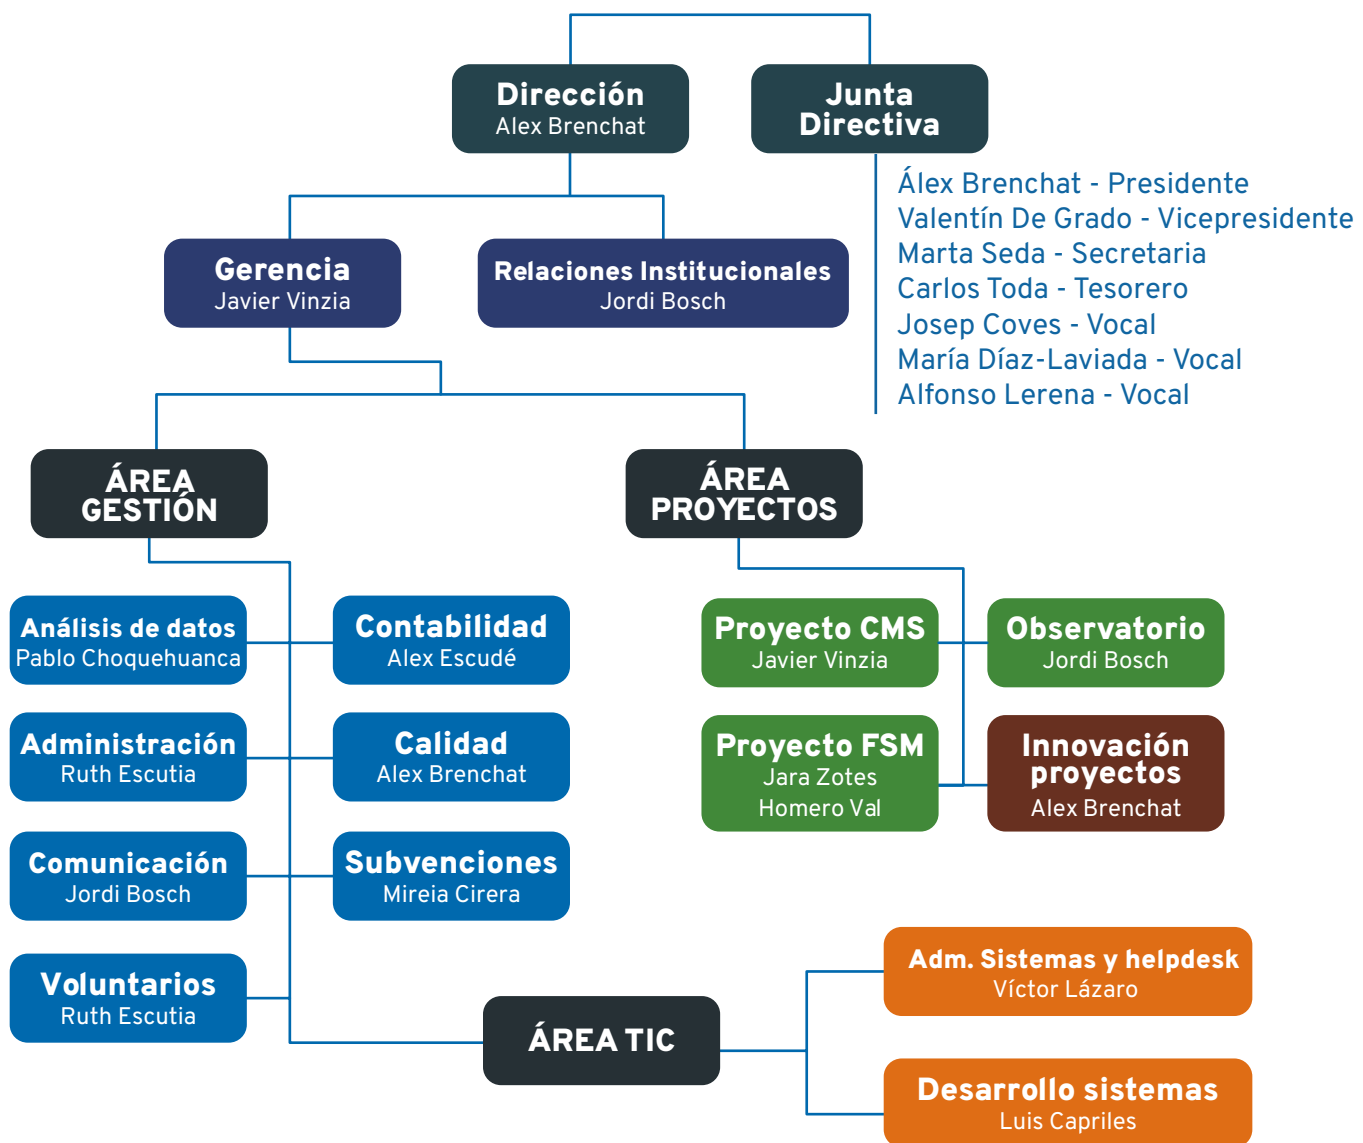 Dirección
Alex Brenchat
Junta
Directiva
Álex Brenchat - Presidente
Valentín De Grado - Vicepresidente
Marta Seda - Secretaria
Carlos Toda - Tesorero
Josep Coves - Vocal
María Díaz-Laviada - Vocal
Alfonso Lerena - Vocal
Gerencia
Javier Vinzia
Relaciones Institucionales
Jordi Bosch
ÁREA
GESTIÓN
ÁREA
PROYECTOS
Análisis de datos
Pablo Choquehuanca
Contabilidad
Alex Escudé
Administración
Ruth Escutia
Calidad
Alex Brenchat
Comunicación
Jordi Bosch
Subvenciones
Mireia Cirera
Voluntarios
Ruth Escutia
Proyecto CMS
Javier Vinzia
Observatorio
Jordi Bosch
Proyecto FSM
Jara Zotes
Homero Val
Innovación
proyectos
Alex Brenchat
ÁREA TIC
Adm. Sistemas y helpdesk
Víctor Lázaro
Desarrollo sistemas
Luis Capriles